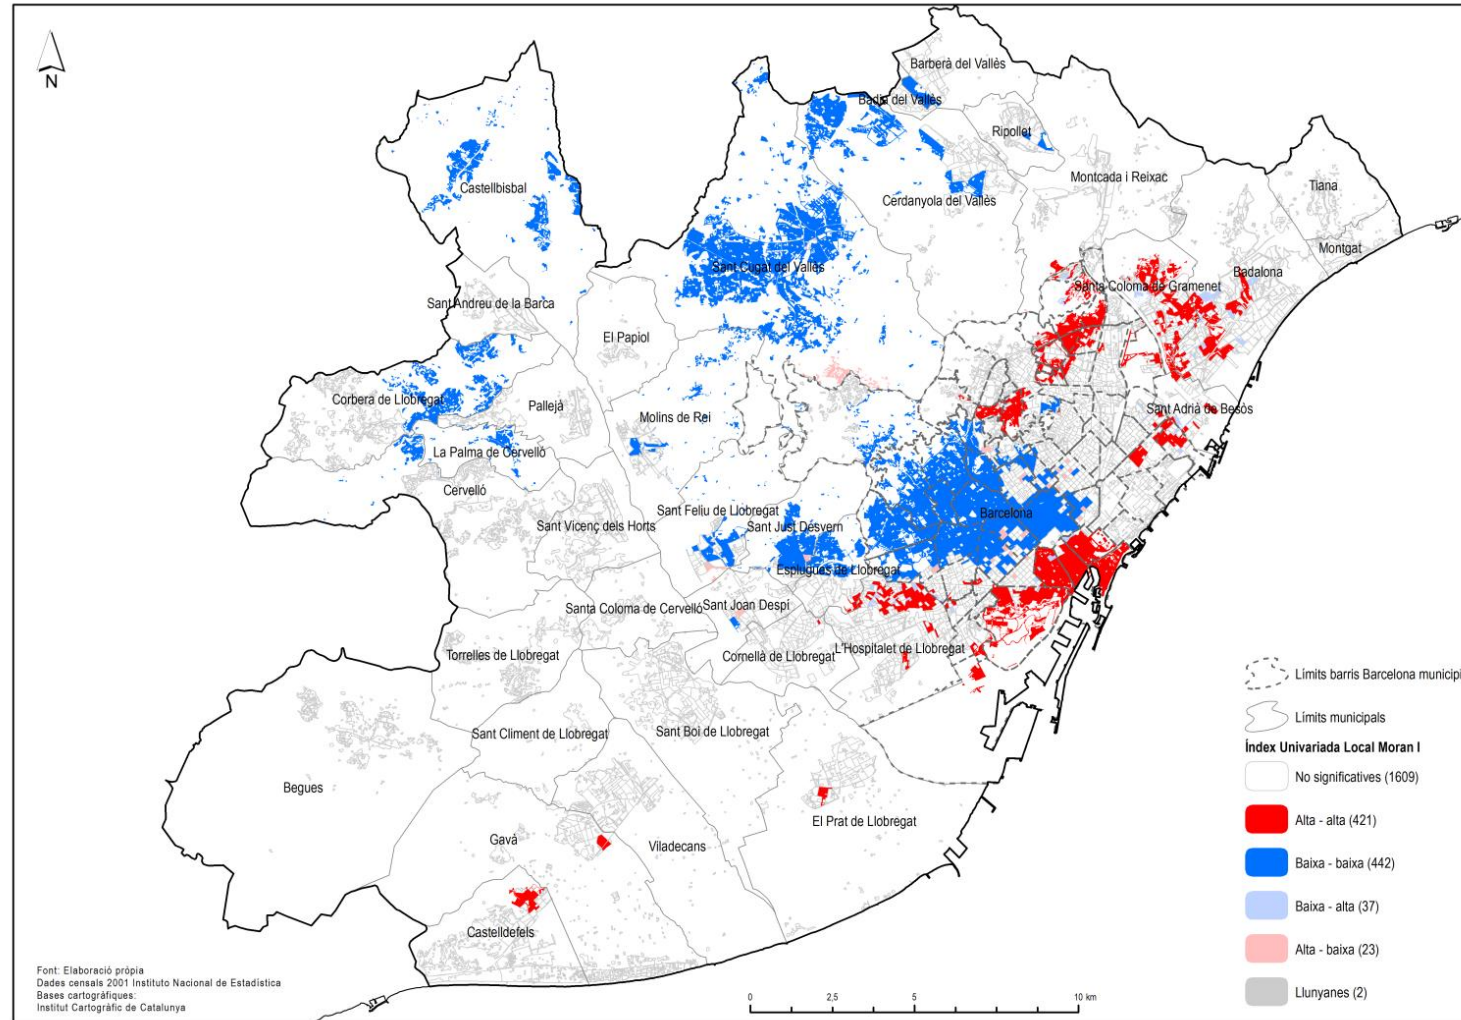 N
Barberà del Vallès
Badia del Vallès
Ripollet
Castellbisbal
Cerdanyola del Vallès
Montcada i Reixac
Tiana
Montgat
Sant Cugat del Vallès
Santa Coloma de Gramenet
Badalona
Sant Andreu de la Barca
El Papiol
Corbera de Llobregat
Pallejà
Molins de Rei
Sant Adrià de Besòs
La Palma de Cervelló
Cervelló
Sant Vicenç dels Horts
Sant Feliu de Llobregat
Sant Just Désvern
Barcelona
Esplugues de Llobregat
Santa Coloma de Cervelló
Sant Joan Despí
Torrelles de Llobregat
Cornellà de Llobregat
L'Hospitalet de Llobregat
Sant Climent de Llobregat
Sant Boi de Llobregat
Begues
El Prat de Llobregat
Gavà
Viladecans
Castelldefels
Límits barris Barcelona municipi
Límits municipals
Índex Univariada Local Moran I
No significatives (1609)
Alta - alta (421)
Baixa - baixa (442)
Baixa - alta (37)
Alta - baixa (23)
Llunyanes (2)
Font: Elaboració própia
Dades censals 2001 Instituto Nacional de Estadística
Bases cartogràfiques:
Institut Cartogràfic de Catalunya
0 2,5 5 10 km